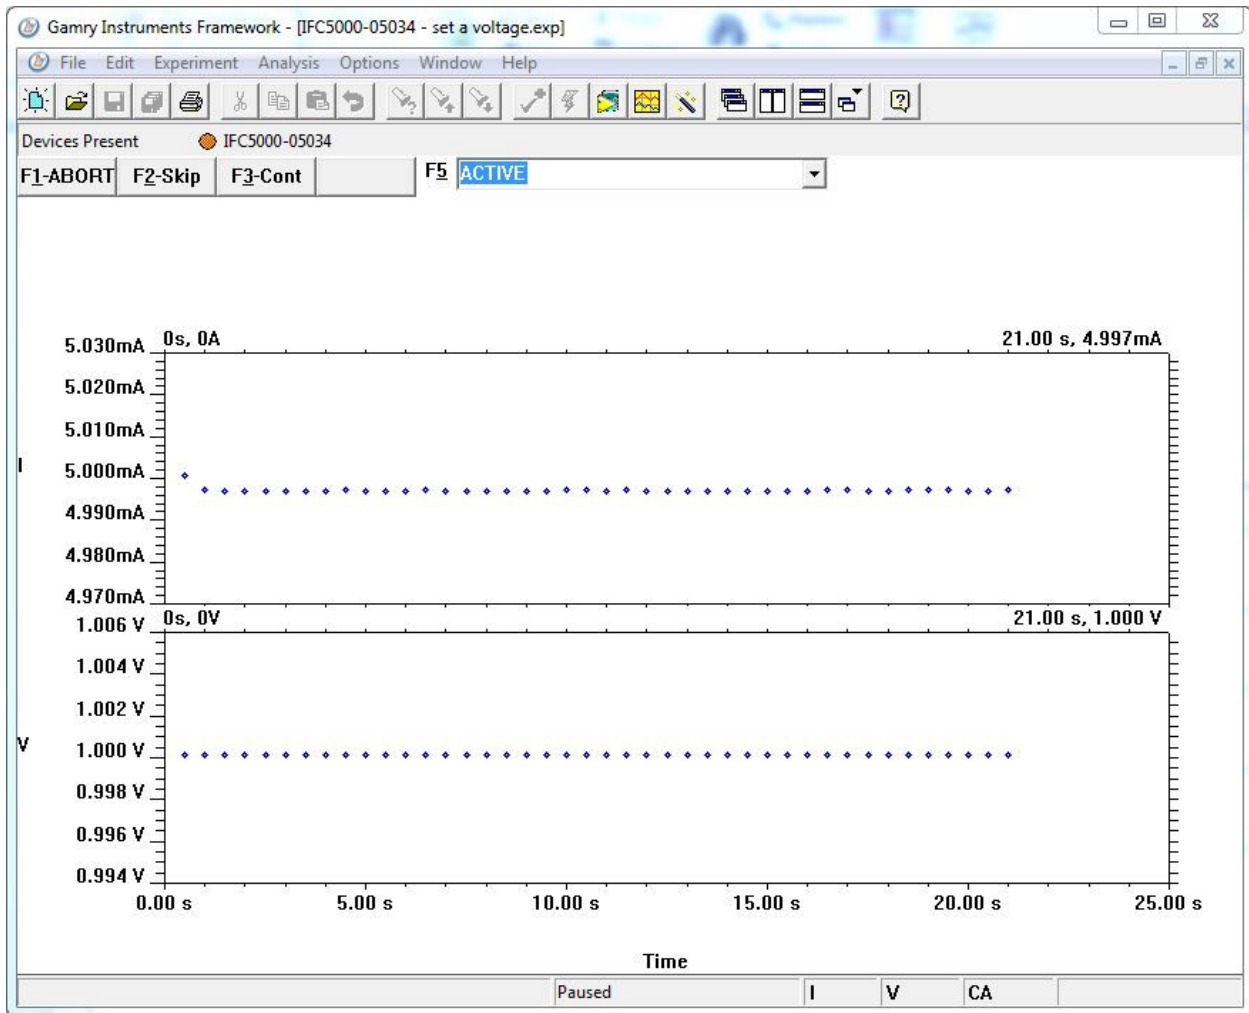 Gamry Instruments Framework - [IFC5000-05034 - set a voltage.exp]
File Edit Experiment Analysis Options Window Help
Devices Present IFC5000-05034
F1-ABORT F2-Skip F3-Cont F5 ACTIVE
0s, 0A 21.00 s, 4.997mA
5.030mA
5.020mA
5.010mA
I
5.000mA
4.990mA
4.980mA
4.970mA
0s, 0V 21.00 s, 1.000 V
1.006 V
1.004 V
1.002 V
V
1.000 V
0.998 V
0.996 V
0.994 V
0.00 s 5.00 s 10.00 s 15.00 s 20.00 s 25.00 s
Time
Paused I V CA